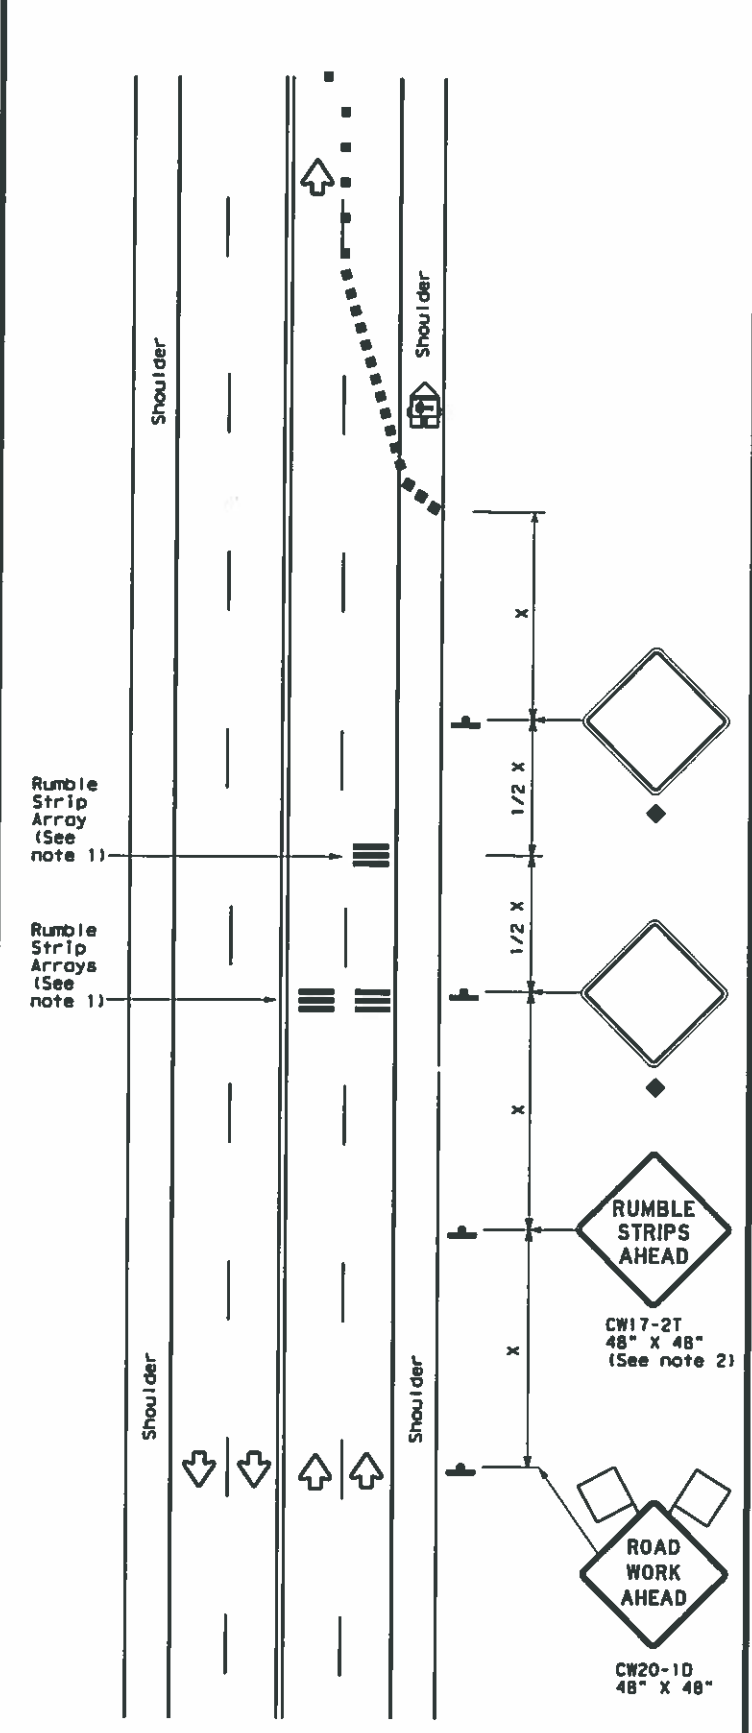 Shoulder
Shoulder
X
1/2 X
Rumble
Strip
Array
(See
note 1)
1/2 X
Rumble
Strip
Arrays
(See
note 1)
X
RUMBLE
STRIPS
AHEAD
CW17-2T
48" X 48"
(See note 2)
X
Shoulder
Shoulder
ROAD
WORK
AHEAD
CW20-1D
48" X 48"